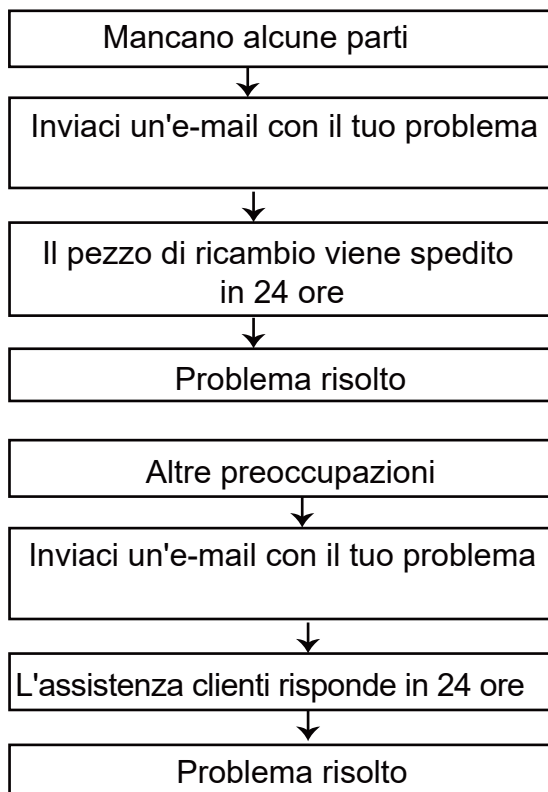 Mancano alcune parti
Inviaci un'e-mail con il tuo problema
Il pezzo di ricambio viene spedito
in 24 ore
Problema risolto
Altre preoccupazioni
Inviaci un'e-mail con il tuo problema
L'assistenza clienti risponde in 24 ore
Problema risolto